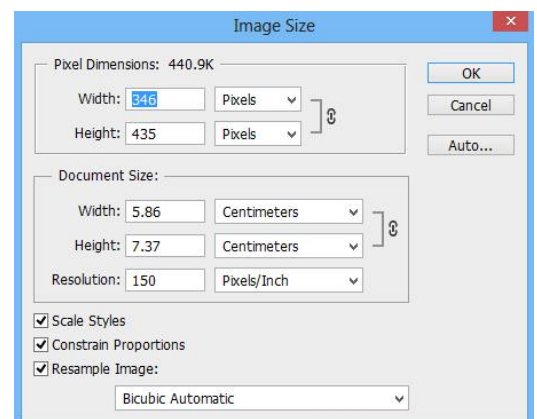 Image Size
Pixel Dimensions: 440.9K
OK
Width: 346 Pixels
Cancel
Height: 435 Pixels
Auto...
Document Size:
Width: 5.86 Centimeters
Height: 7.37 Centimeters
Resolution: 150 Pixels/Inch
Scale Styles
Constrain Proportions
Resample Image:
Bicubic Automatic